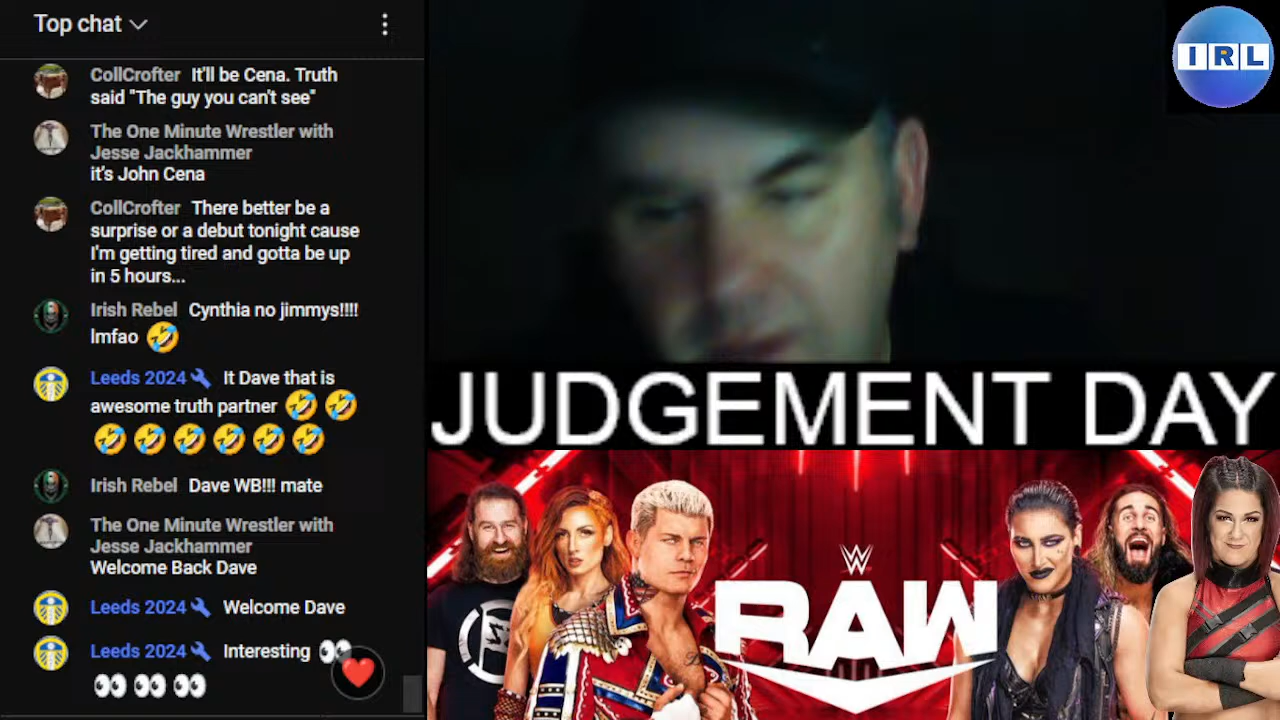 Top chat
CollCrofter It'll be Cena. Truth
said "The guy you can't see"
The One Minute Wrestler with
Jesse Jackhammer
it's John Cena
CollCrofter There better be a
surprise or a debut tonight cause
I'm getting tired and gotta be up
in 5 hours...
Irish Rebel Cynthia no jimmys!!!!
lmfao 🤣
Leeds 2024 It Dave that is
awesome truth partner 🤣 🤣
🤣 🤣 🤣 🤣 🤣 🤣
Irish Rebel Dave WB!!! mate
The One Minute Wrestler with
Jesse Jackhammer
Welcome Back Dave
Leeds 2024 Welcome Dave
Leeds 2024 Interesting 👀
👀 👀 👀
IRL
JUDGEMENT DAY
W
RAW